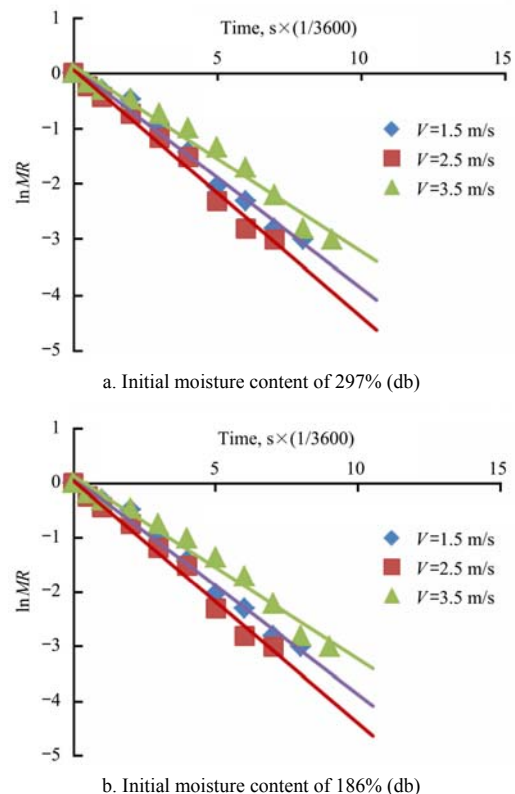 Time, s×(1/3600)
1
0
5
10
15
−1
−2
−3
−4
−5
lnMR
V=1.5 m/s
V=2.5 m/s
V=3.5 m/s
a. Initial moisture content of 297% (db)
Time, s×(1/3600)
1
0
5
10
15
−1
−2
−3
−4
−5
lnMR
V=1.5 m/s
V=2.5 m/s
V=3.5 m/s
b. Initial moisture content of 186% (db)